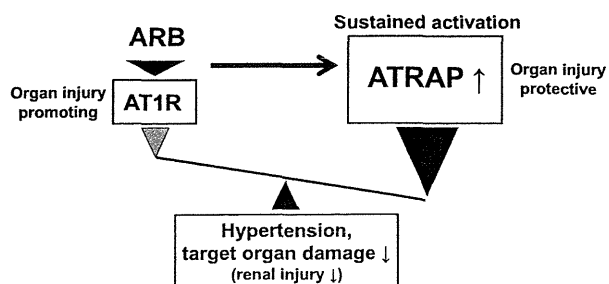 Sustained activation
ARB
AT1R
Organ injury
promoting
ATRAP ↑
Organ injury
protective
Hypertension,
target organ damage ↓
(renal injury ↓)